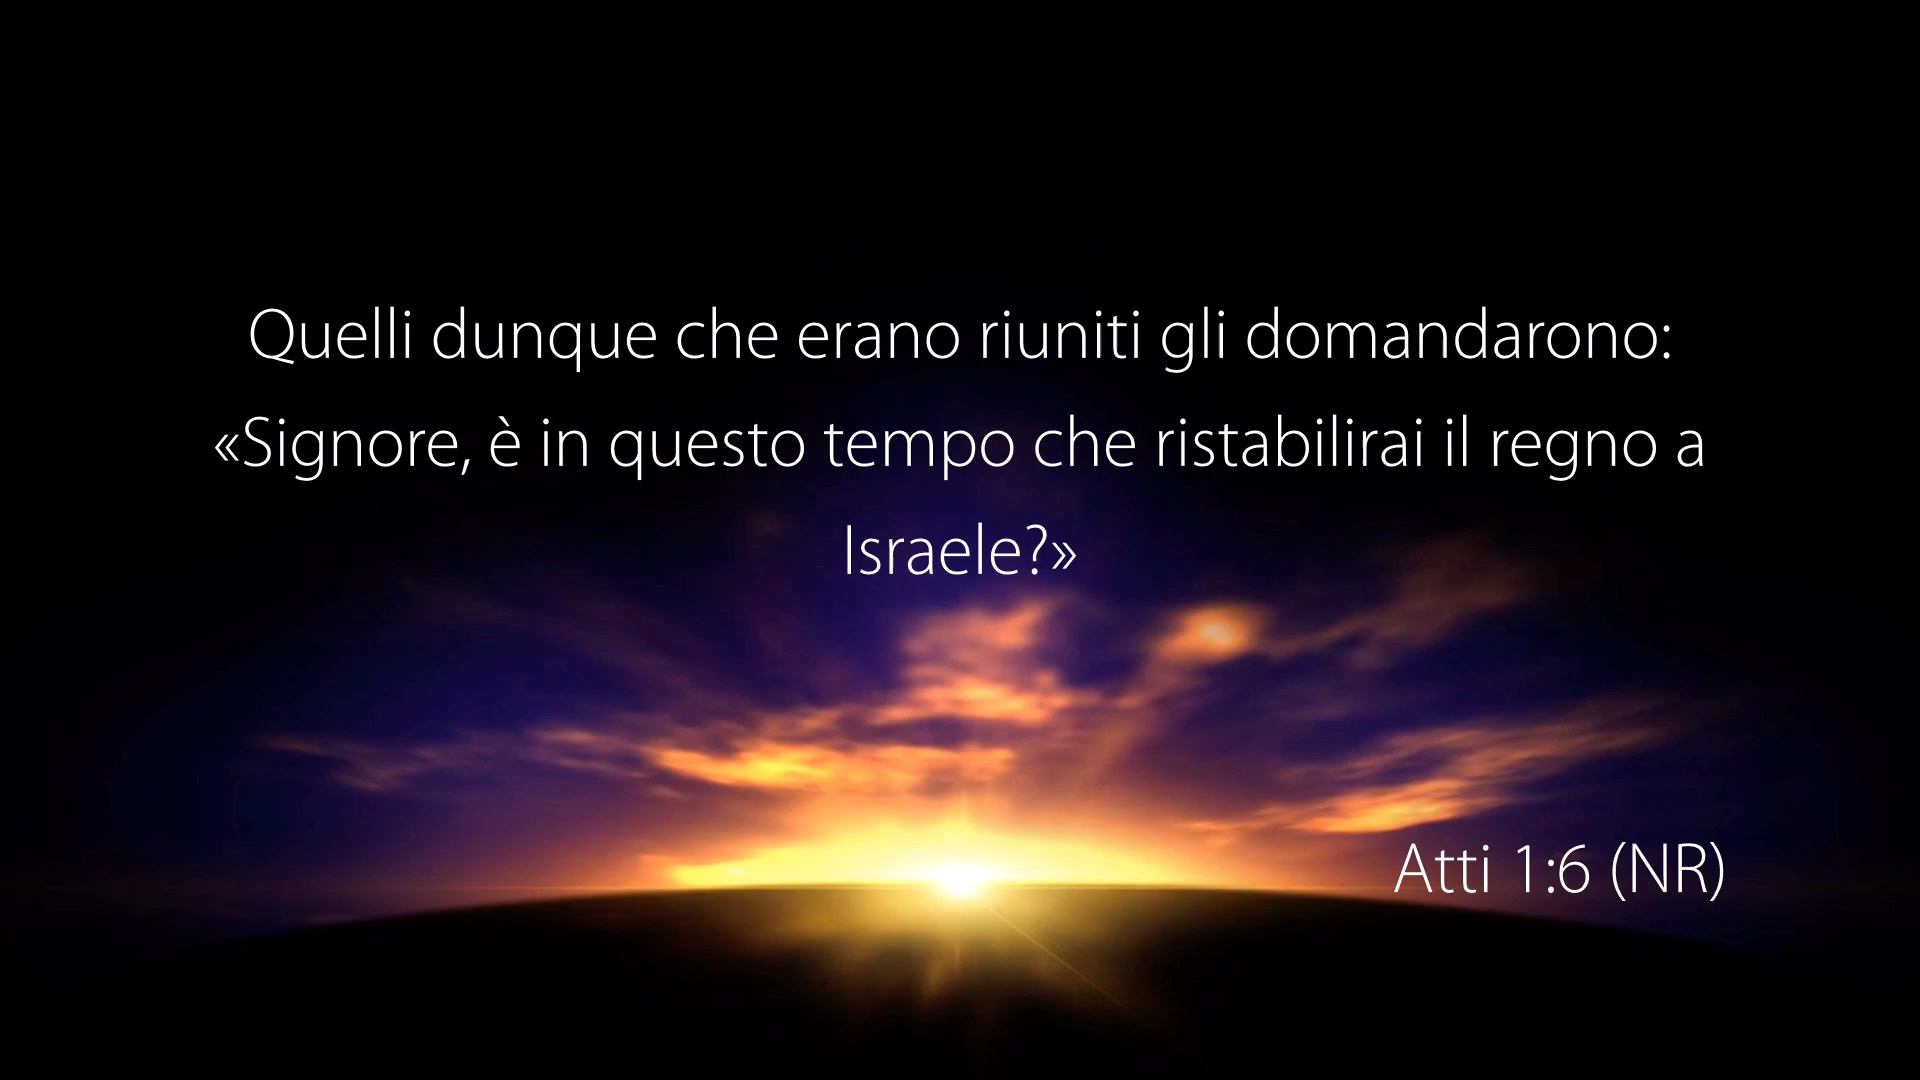 Quelli dunque che erano riuniti gli domandarono:
«Signore, è in questo tempo che ristabilirai il regno a
Israele?»
Atti 1:6 (NR)